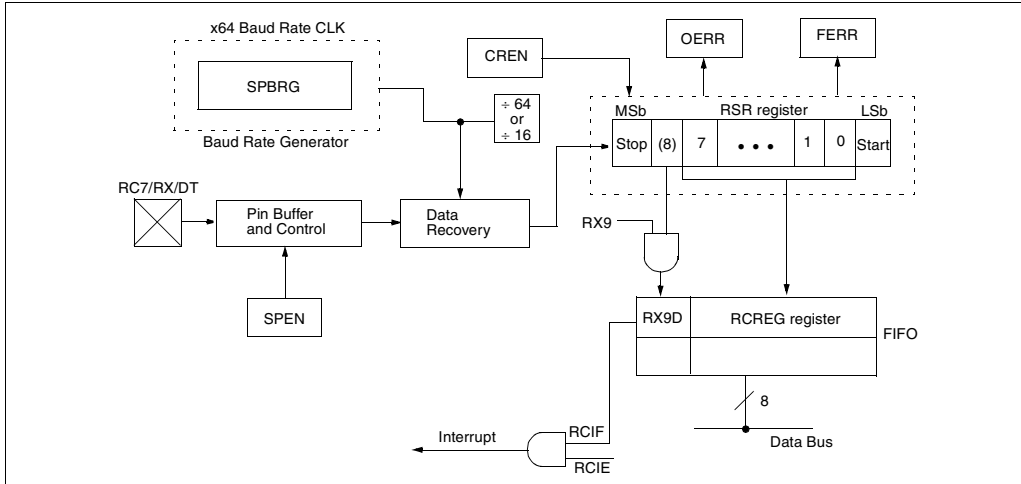 x64 Baud Rate CLK
SPBRG
Baud Rate Generator
CREN
OERR
FERR
÷ 64
or
÷ 16
MSb
RSR register
LSb
Stop (8) 7 • • • 1 0 Start
RC7/RX/DT
Pin Buffer
and Control
Data
Recovery
RX9
SPEN
RX9D
RCREG register
FIFO
8
Data Bus
Interrupt
RCIF
RCIE